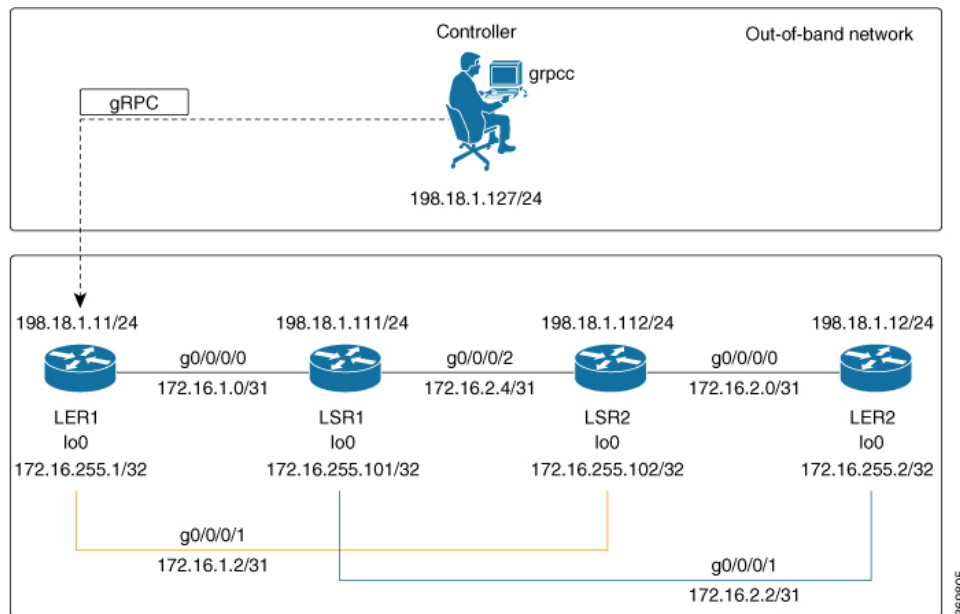 Controller
Out-of-band network
grpcc
gRPC
198.18.1.127/24
198.18.1.11/24
198.18.1.111/24
198.18.1.112/24
198.18.1.12/24
g0/0/0/0
g0/0/0/2
g0/0/0/0
172.16.1.0/31
172.16.2.4/31
172.16.2.0/31
LER1
LSR1
LSR2
LER2
lo0
lo0
lo0
lo0
172.16.255.1/32
172.16.255.101/32
172.16.255.102/32
172.16.255.2/32
g0/0/0/1
172.16.1.2/31
g0/0/0/1
172.16.2.2/31